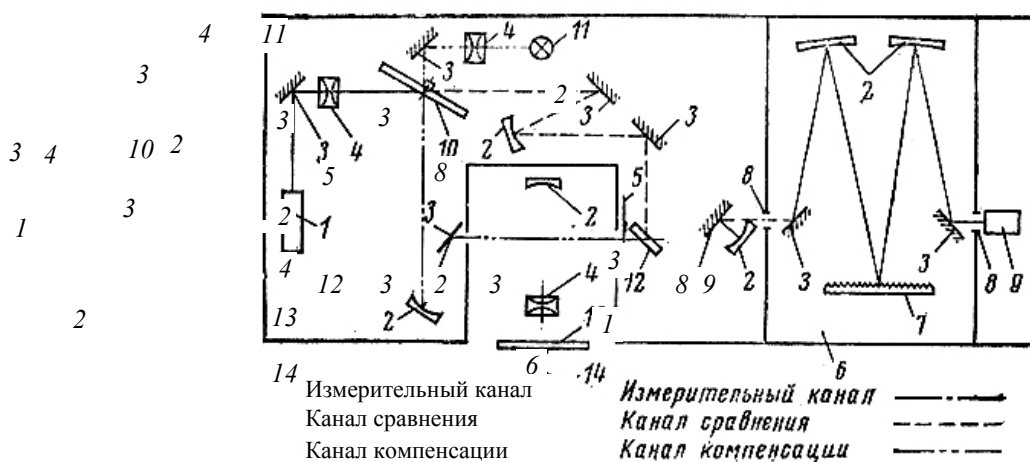 4 11 4 11
3 3 2
2
3 3 3 3
3 4 10 2 3 4 10 2
5 8 5 8
3 2 1 3 2
1
4 3 4 12 2 3 3 8 9
12 3 2 3 8 9
2 13 2 1 1 7
6 6
14 14
Измерительный канал Измерительный канал
Канал сравнения Канал сравнения
Канал компенсации Канал компенсации